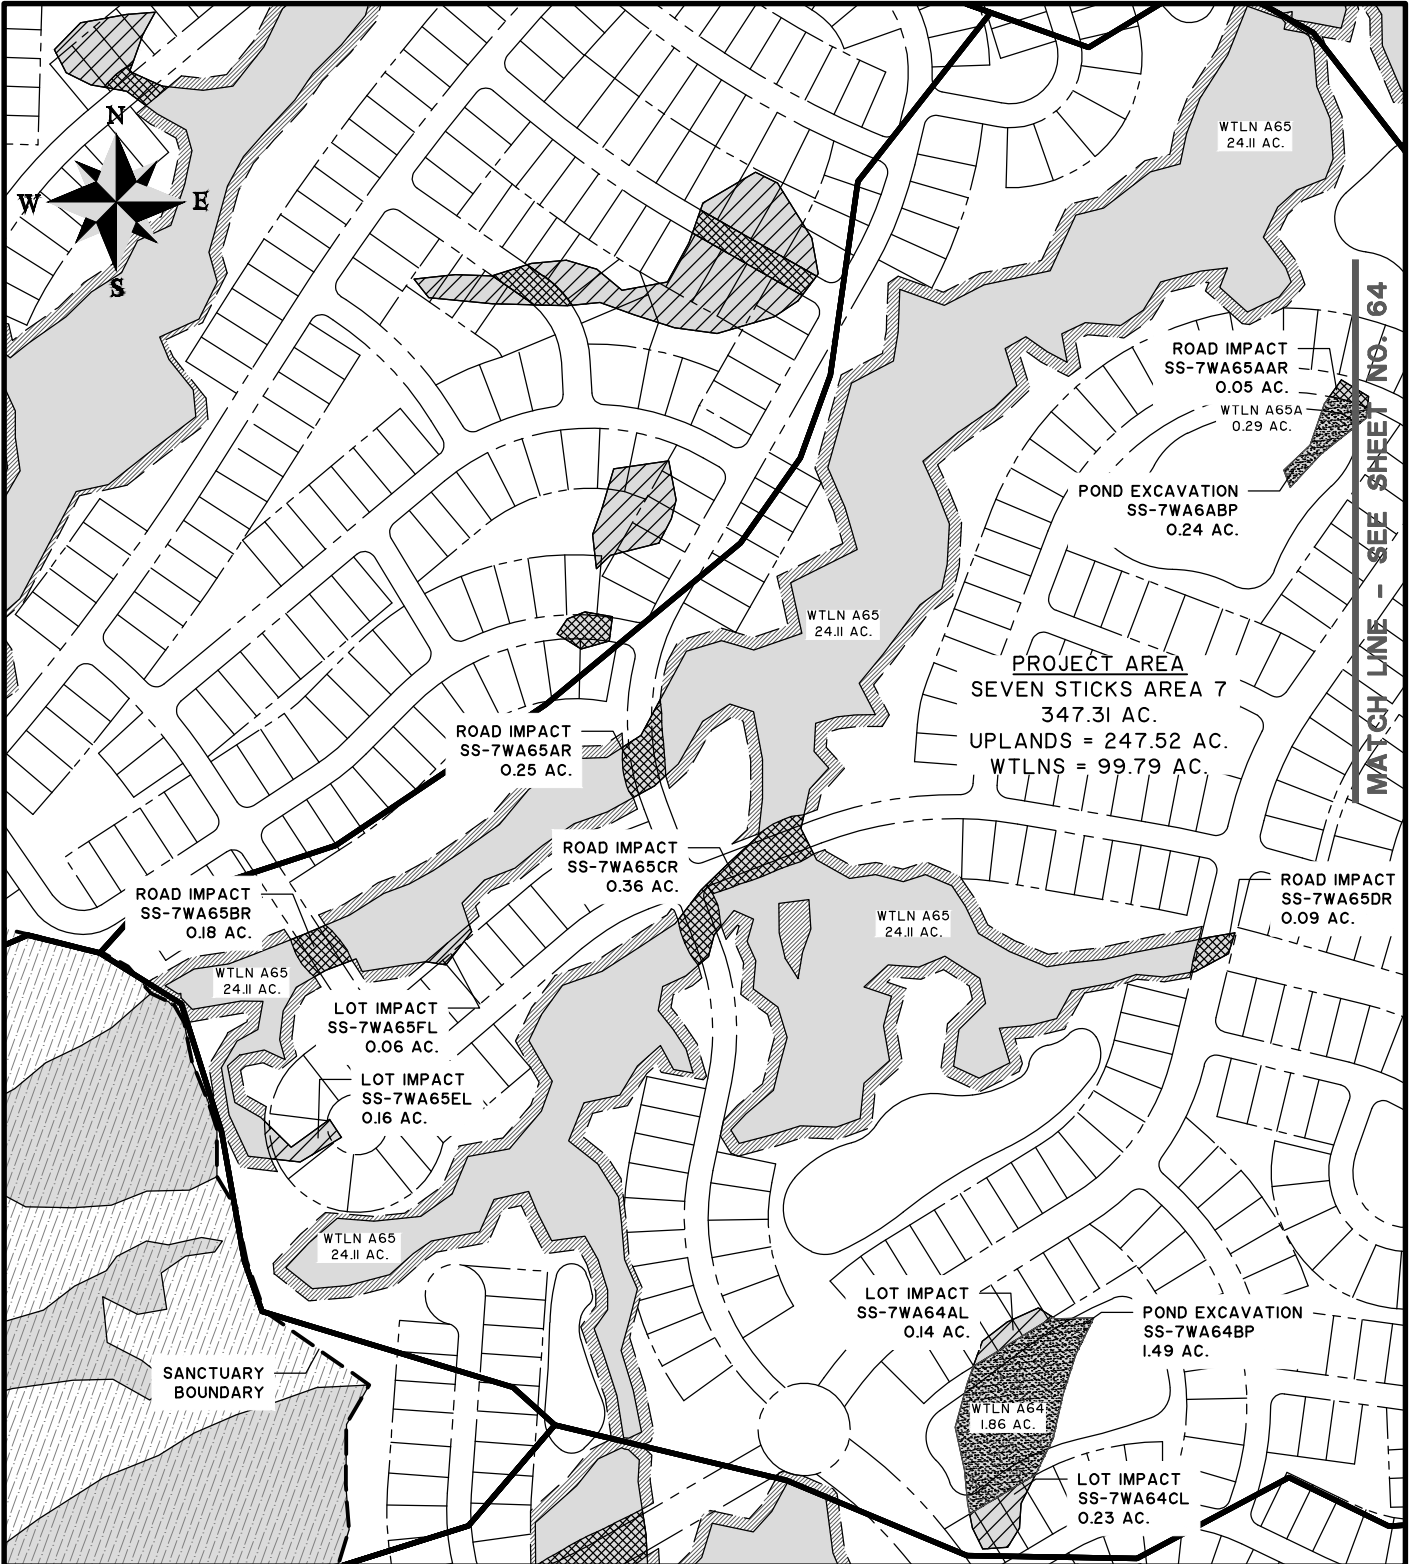 N
W
E
S
WTLN A65
24.11 AC.
ROAD IMPACT
SS-7WA65AAR
0.05 AC.
WTLN A65A
0.29 AC.
MATCH LINE - SEE SHEET NO. 64
POND EXCAVATION
SS-7WA6ABP
0.24 AC.
WTLN A65
24.11 AC.
PROJECT AREA
SEVEN STICKS AREA 7
347.31 AC.
UPLANDS = 247.52 AC.
WTLNS = 99.79 AC.
ROAD IMPACT
SS-7WA65AR
0.25 AC.
ROAD IMPACT
SS-7WA65CR
0.36 AC.
ROAD IMPACT
SS-7WA65BR
0.18 AC.
ROAD IMPACT
SS-7WA65DR
0.09 AC.
WTLN A65
24.11 AC.
WTLN A65
24.11 AC.
LOT IMPACT
SS-7WA65FL
0.06 AC.
LOT IMPACT
SS-7WA65EL
0.16 AC.
WTLN A65
24.11 AC.
LOT IMPACT
SS-7WA64AL
0.14 AC.
POND EXCAVATION
SS-7WA64BP
1.49 AC.
SANCTUARY
BOUNDARY
WTLN A64
1.86 AC.
LOT IMPACT
SS-7WA64CL
0.23 AC.